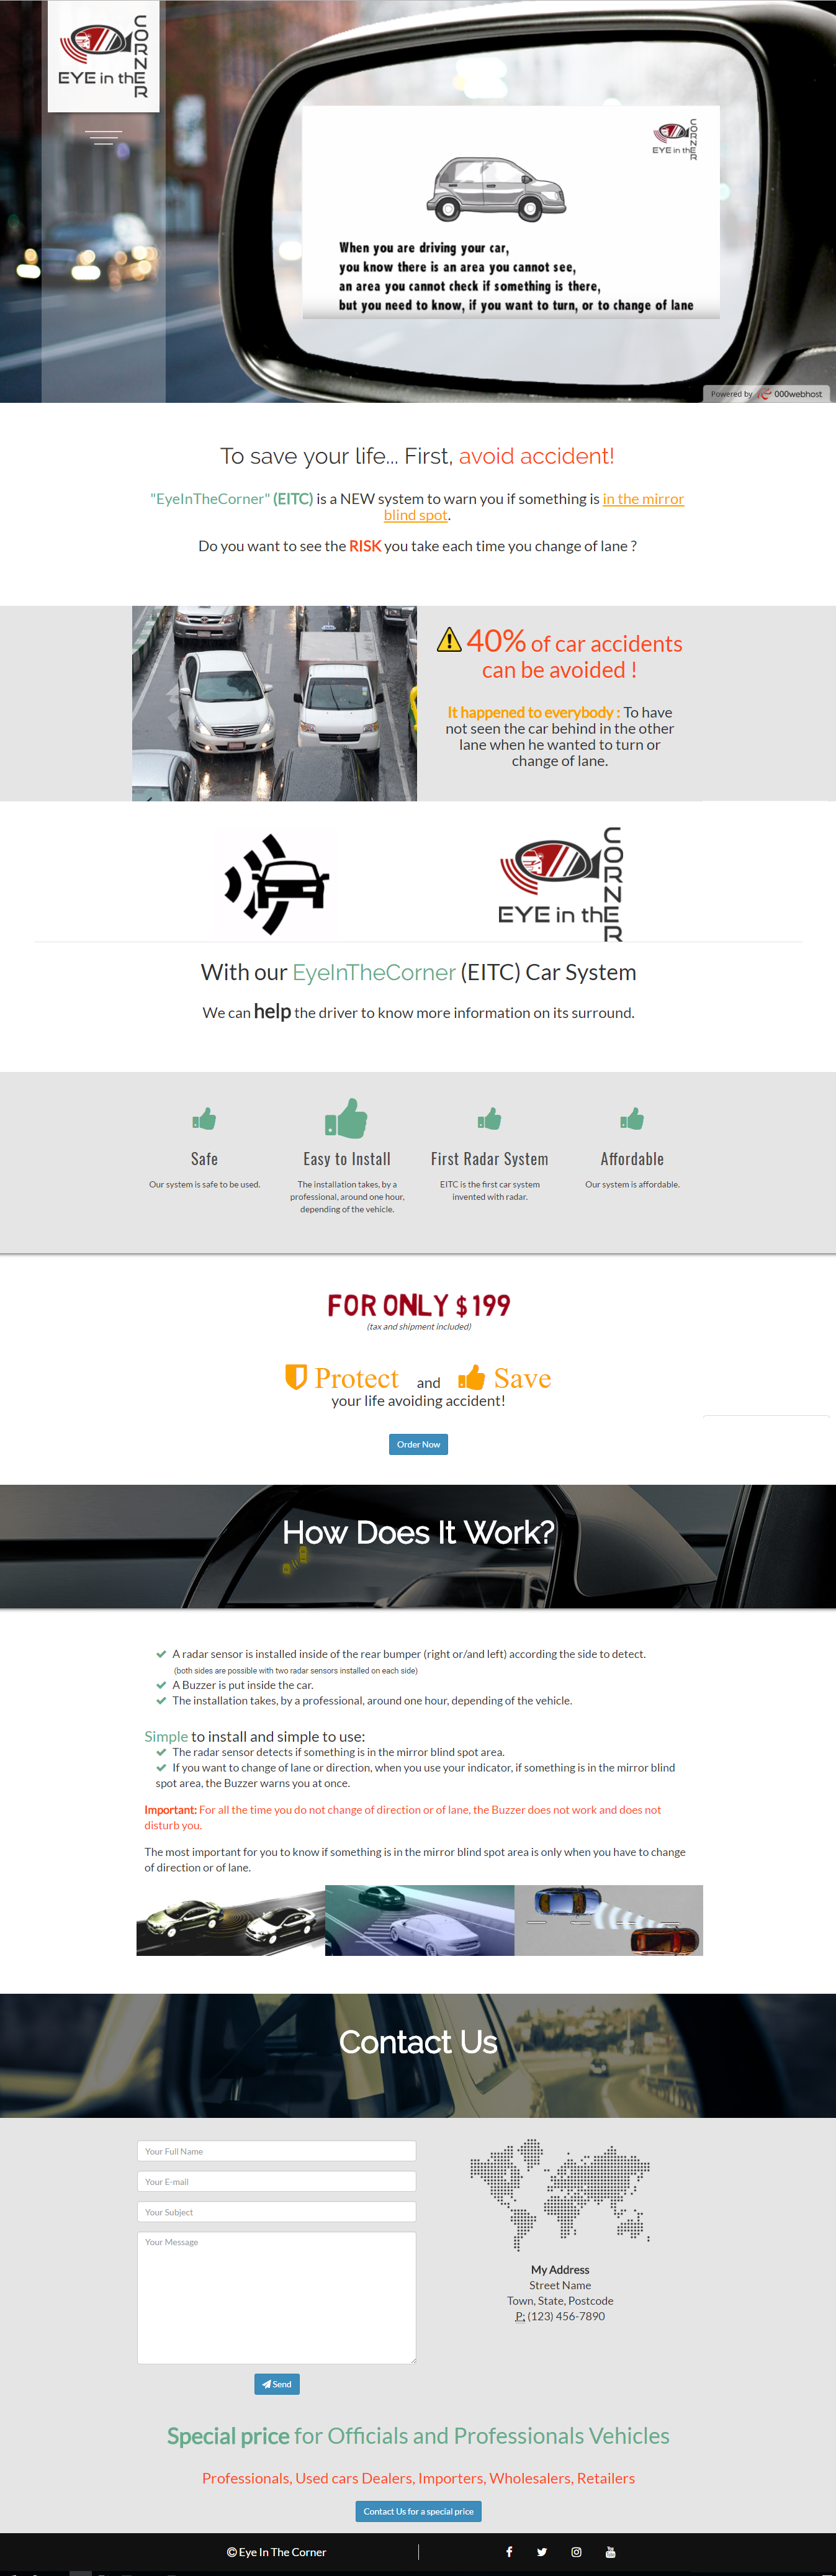 EYE in thE
CORNER
EYE in thE
CORNER
When you are driving your car,
you know there is an area you cannot see,
an area you cannot check if something is there,
but you need to know, if you want to turn, or to change of lane
Powered by 000webhost
To save your life... First, avoid accident!
"EyeInTheCorner" (EITC) is a NEW system to warn you if something is in the mirror
blind spot.
Do you want to see the RISK you take each time you change of lane ?
40% of car accidents
can be avoided !
It happened to everybody : To have
not seen the car behind in the other
lane when he wanted to turn or
change of lane.
EYE in thE
CORNER
With our EyeInTheCorner (EITC) Car System
We can help the driver to know more information on its surround.
Safe
Our system is safe to be used.
Easy to Install
The installation takes, by a
professional, around one hour,
depending of the vehicle.
First Radar System
EITC is the first car system
invented with radar.
Affordable
Our system is affordable.
FOR ONLY $ 199
(tax and shipment included)
Protect and Save
your life avoiding accident!
Order Now
How Does It Work?
A radar sensor is installed inside of the rear bumper (right or/and left) according the side to detect.
(both sides are possible with two radar sensors installed on each side)
A Buzzer is put inside the car.
The installation takes, by a professional, around one hour, depending of the vehicle.
Simple to install and simple to use:
The radar sensor detects if something is in the mirror blind spot area.
If you want to change of lane or direction, when you use your indicator, if something is in the mirror blind
spot area, the Buzzer warns you at once.
Important: For all the time you do not change of direction or of lane, the Buzzer does not work and does not
disturb you.
The most important for you to know if something is in the mirror blind spot area is only when you have to change
of direction or of lane.
Contact Us
Your Full Name
Your E-mail
Your Subject
Your Message
Send
My Address
Street Name
Town, State, Postcode
P: (123) 456-7890
Special price for Officials and Professionals Vehicles
Professionals, Used cars Dealers, Importers, Wholesalers, Retailers
Contact Us for a special price
© Eye In The Corner